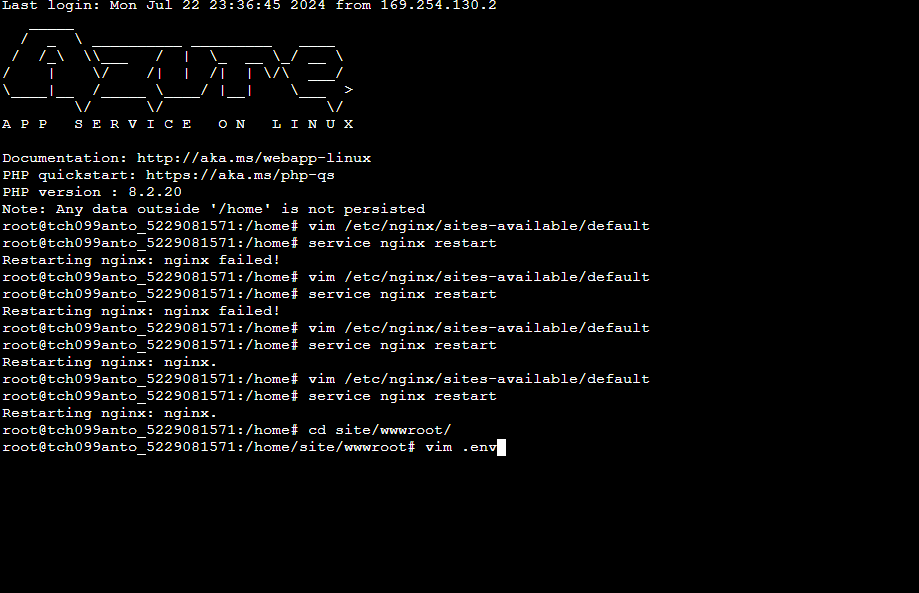 Last login: Mon Jul 22 23:36:45 2024 from 169.254.130.2
Azure
A P P   S E R V I C E   O N   L I N U X
Documentation: http://aka.ms/webapp-linux
PHP quickstart: https://aka.ms/php-qs
PHP version : 8.2.20
Note: Any data outside '/home' is not persisted
root@tch099anto_5229081571:/home# vim /etc/nginx/sites-available/default
root@tch099anto_5229081571:/home# service nginx restart
Restarting nginx: nginx failed!
root@tch099anto_5229081571:/home# vim /etc/nginx/sites-available/default
root@tch099anto_5229081571:/home# service nginx restart
Restarting nginx: nginx failed!
root@tch099anto_5229081571:/home# vim /etc/nginx/sites-available/default
root@tch099anto_5229081571:/home# service nginx restart
Restarting nginx: nginx.
root@tch099anto_5229081571:/home# vim /etc/nginx/sites-available/default
root@tch099anto_5229081571:/home# service nginx restart
Restarting nginx: nginx.
root@tch099anto_5229081571:/home# cd site/wwwroot/
root@tch099anto_5229081571:/home/site/wwwroot# vim .env